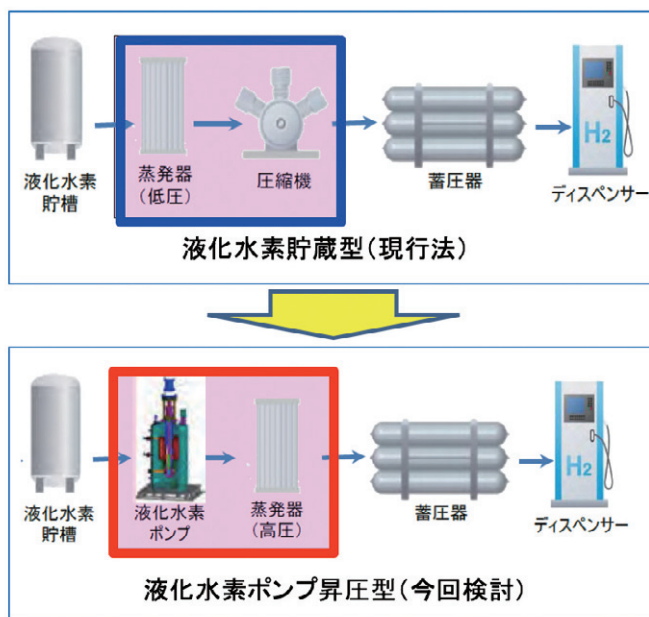 液化水素
貯槽
蒸発器
(低圧)
圧縮機
蓄圧器
H2
ディスペンサー
液化水素貯蔵型(現行法)
液化水素
貯槽
液化水素
ポンプ
蒸発器
(高圧)
蓄圧器
H2
ディスペンサー
液化水素ポンプ昇圧型(今回検討)